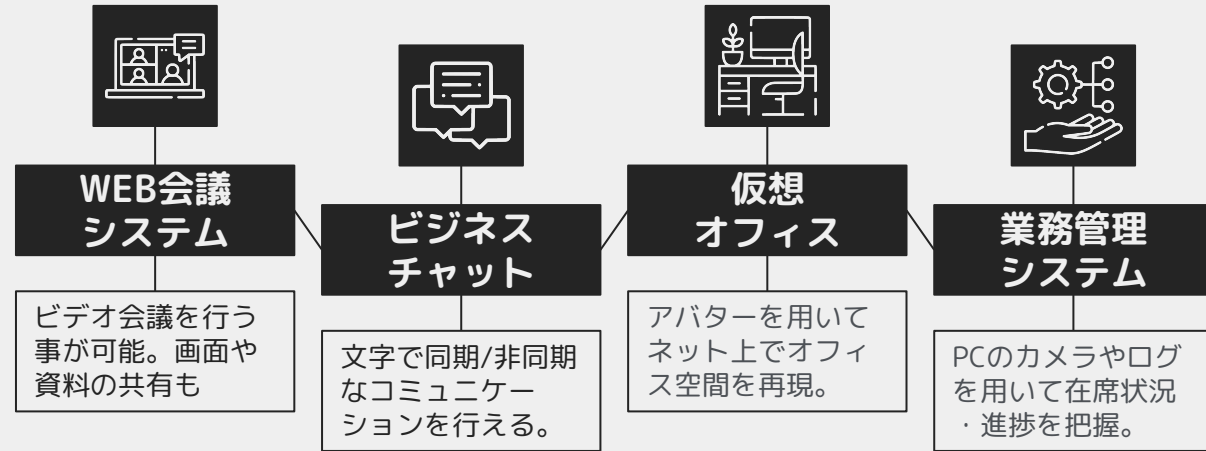 WEB会議
システム
ビデオ会議を行う
事が可能。画面や
資料の共有も
ビジネス
チャット
文字で同期/非同期
なコミュニケー
ションを行える。
仮想
オフィス
アバターを用いて
ネット上でオフィ
ス空間を再現。
業務管理
システム
PCのカメラやログ
を用いて在席状況
・進捗を把握。